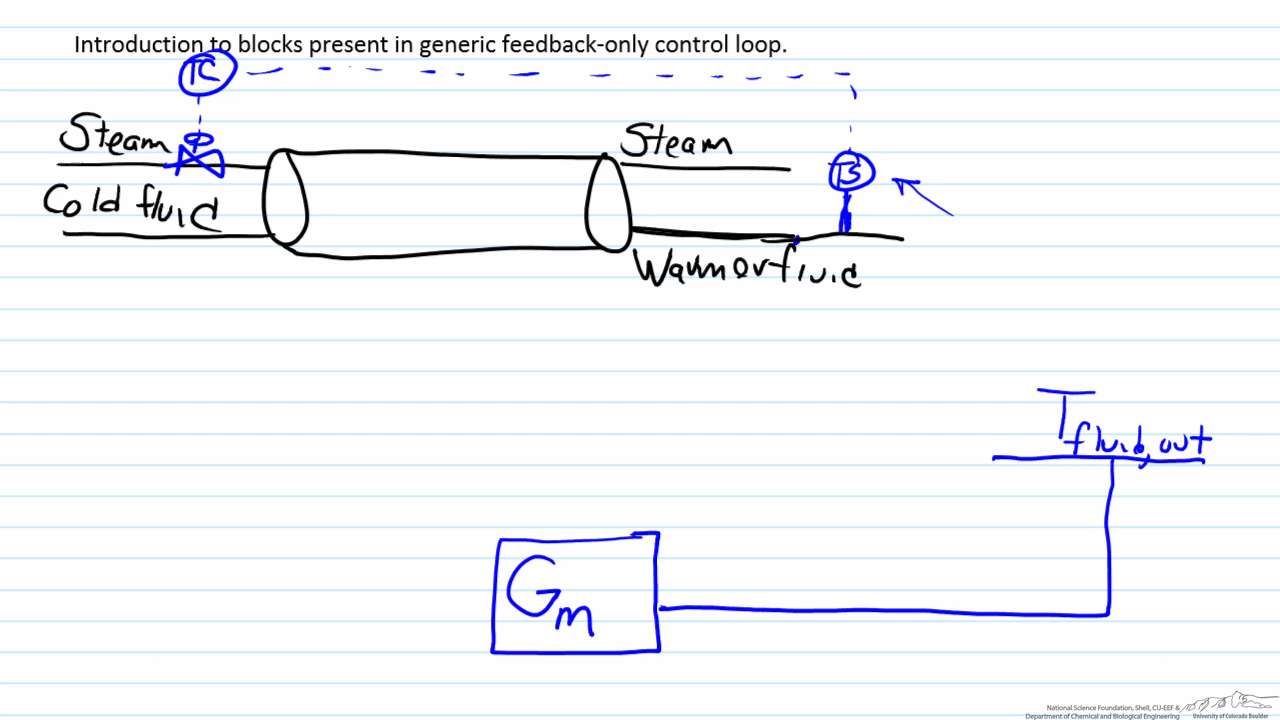 Introduction to blocks present in generic feedback-only control loop.
TC
Steam
Steam
TS
Cold fluid
Warmer fluid
T fluid, out
Gm
National Science Foundation, Shell, CU-EEF &
Department of Chemical and Biological Engineering
University of Colorado Boulder